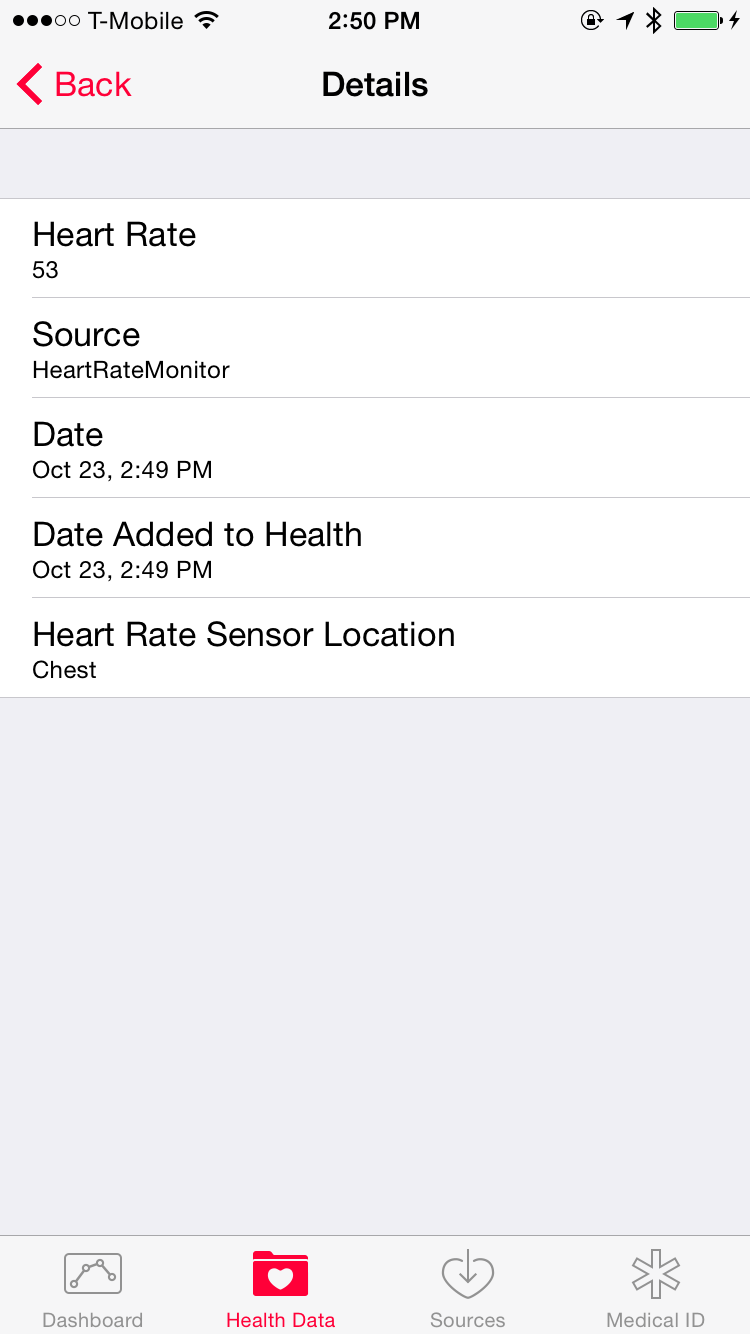 T-Mobile 2:50 PM
Back Details
Heart Rate
53
Source
HeartRateMonitor
Date
Oct 23, 2:49 PM
Date Added to Health
Oct 23, 2:49 PM
Heart Rate Sensor Location
Chest
Dashboard Health Data Sources Medical ID